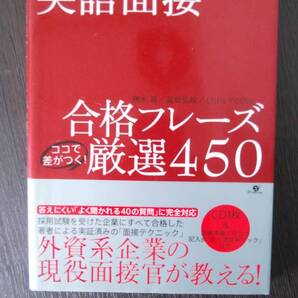 英語面接
合格フレーズ
ココで
差がつく!
厳選450
答えにくい「よく聞かれる40の質問」に完全対応
採用試験を受けた企業にすべて合格した
著者による実証済みの「面接テクニック」
外資系企業の
現役面接官が教える!
CD1枚